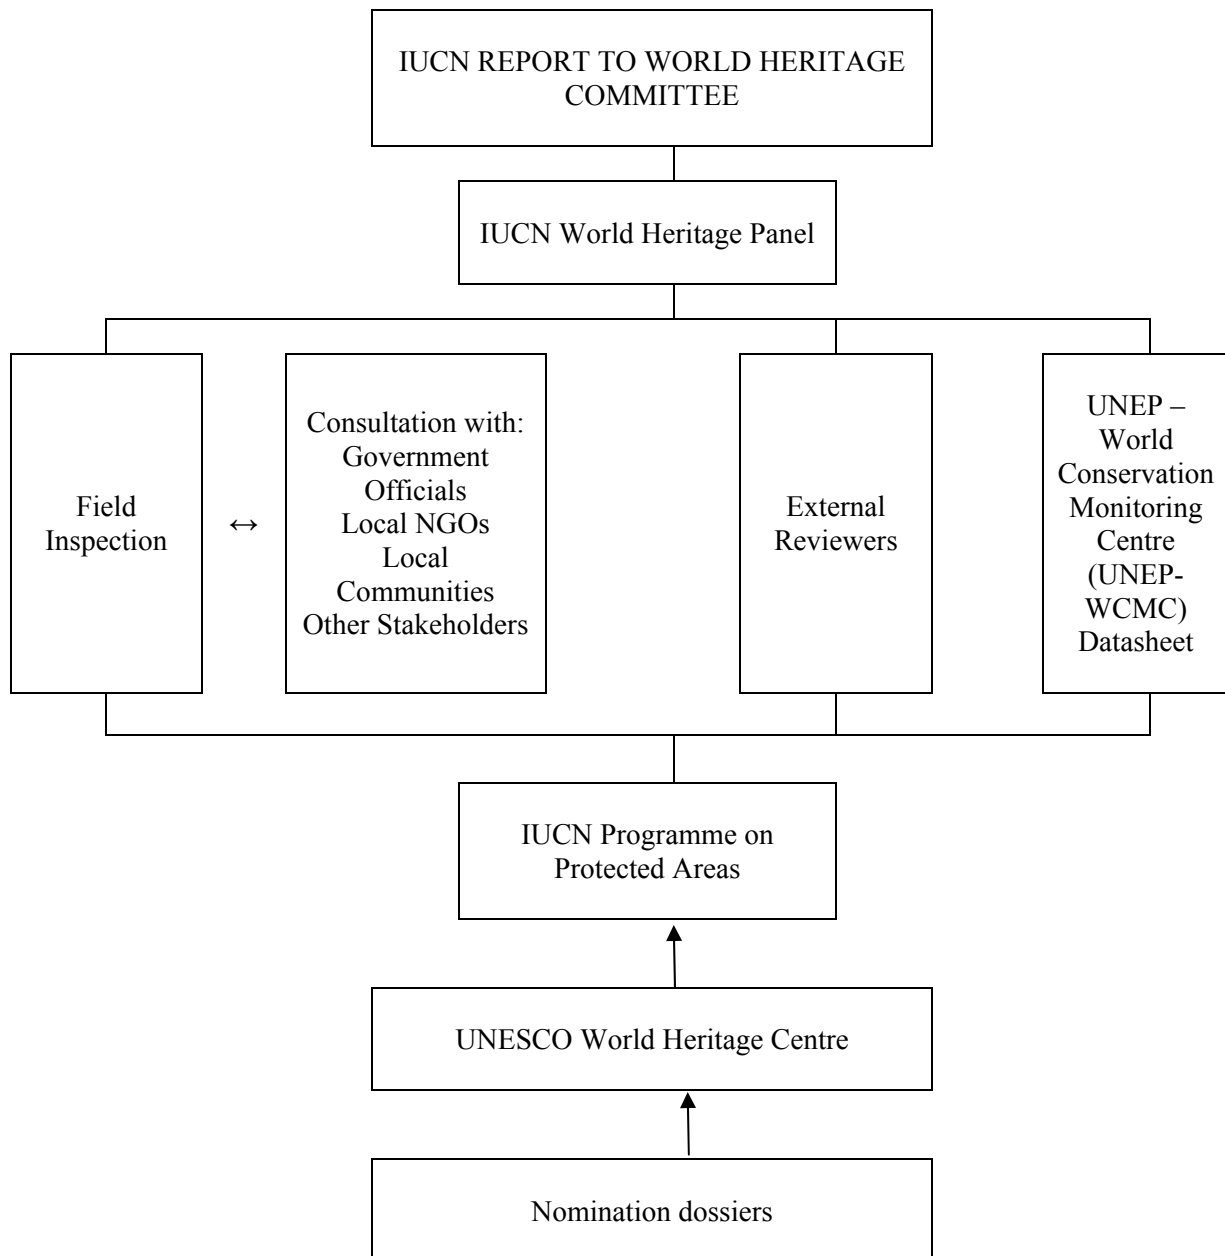 IUCN REPORT TO WORLD HERITAGE
COMMITTEE
IUCN World Heritage Panel
Field
Inspection
↔
Consultation with:
Government
Officials
Local NGOs
Local
Communities
Other Stakeholders
External
Reviewers
UNEP –
World
Conservation
Monitoring
Centre
(UNEP-
WCMC)
Datasheet
IUCN Programme on
Protected Areas
UNESCO World Heritage Centre
Nomination dossiers